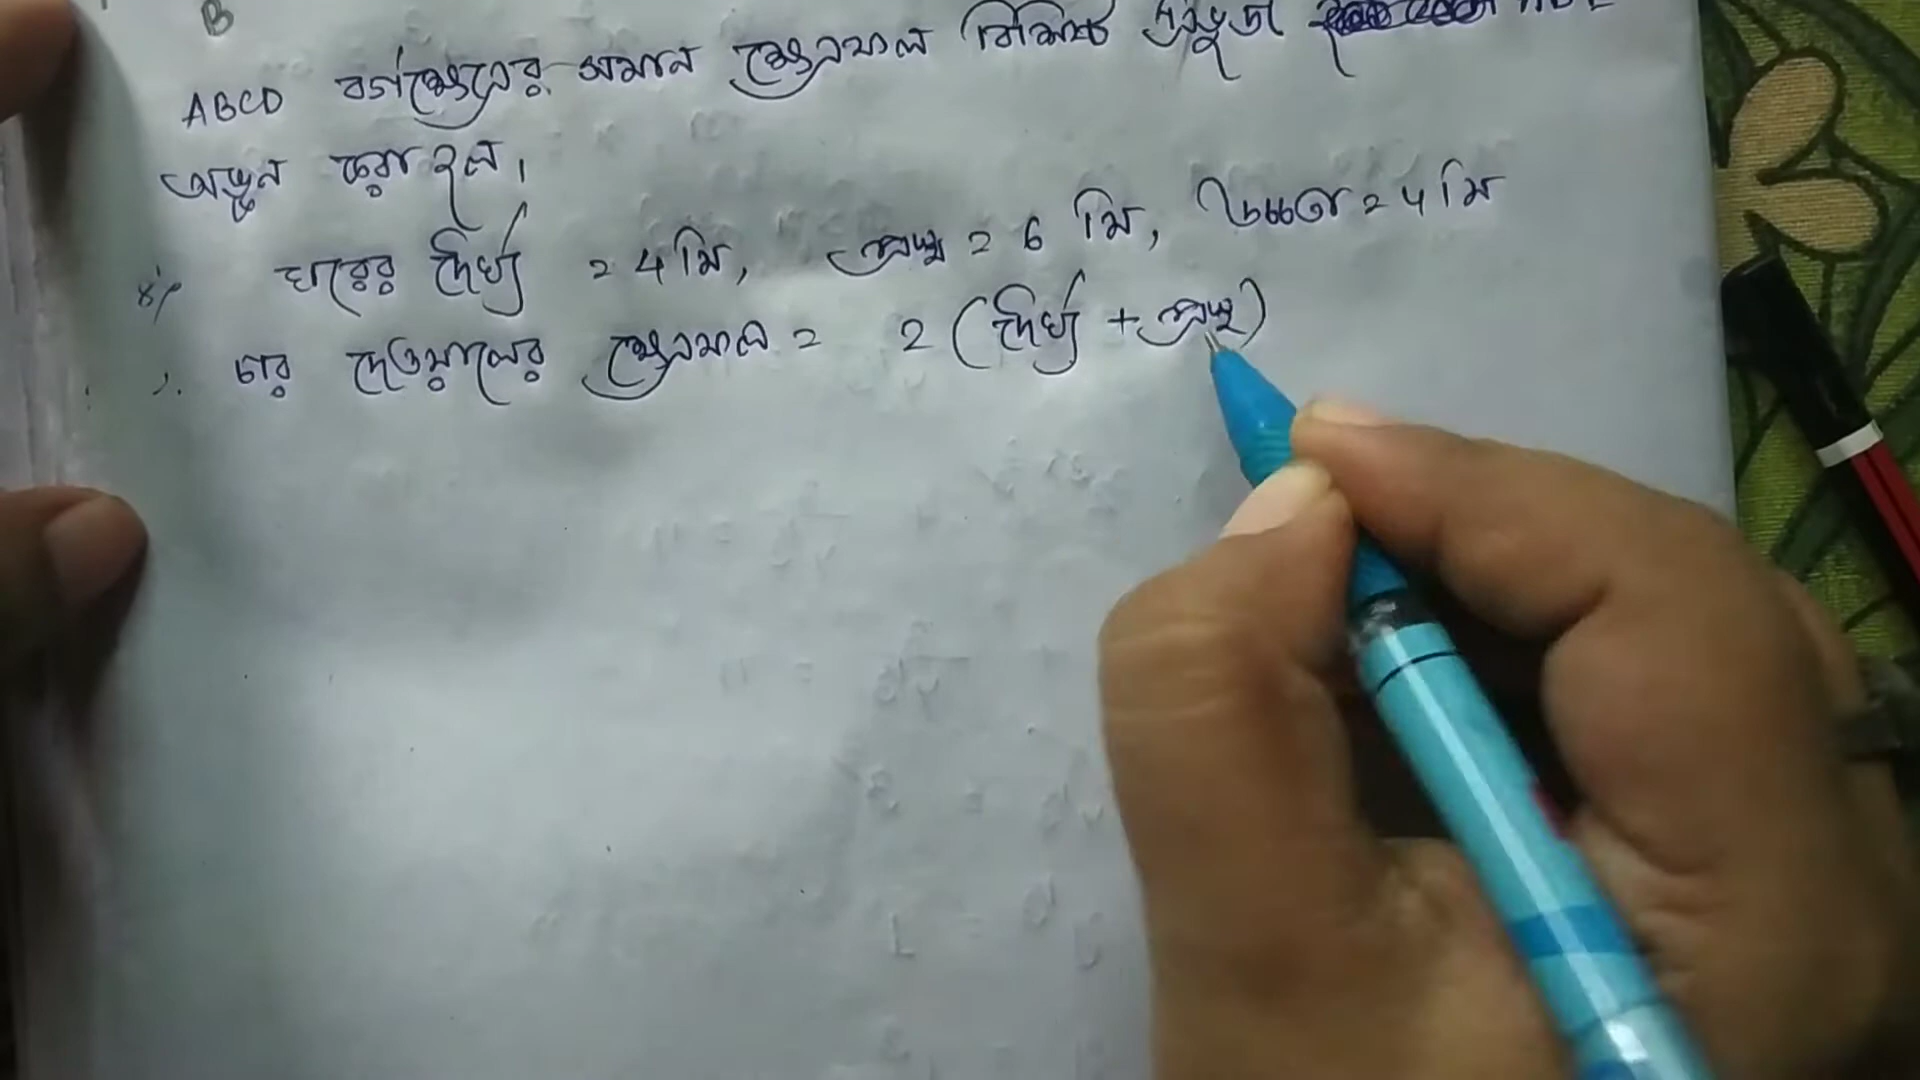 B
ABCD বর্গক্ষেত্রের সমান ক্ষেত্রফল বিশিষ্ট
অঙ্কন করা হল।
৪) ঘরের দৈর্ঘ্য = 4 মি, প্রস্থ = 6 মি, উচ্চতা = 4 মি
∴ চার দেওয়ালের ক্ষেত্রফল = 2 (দৈর্ঘ্য + প্রস্থ)